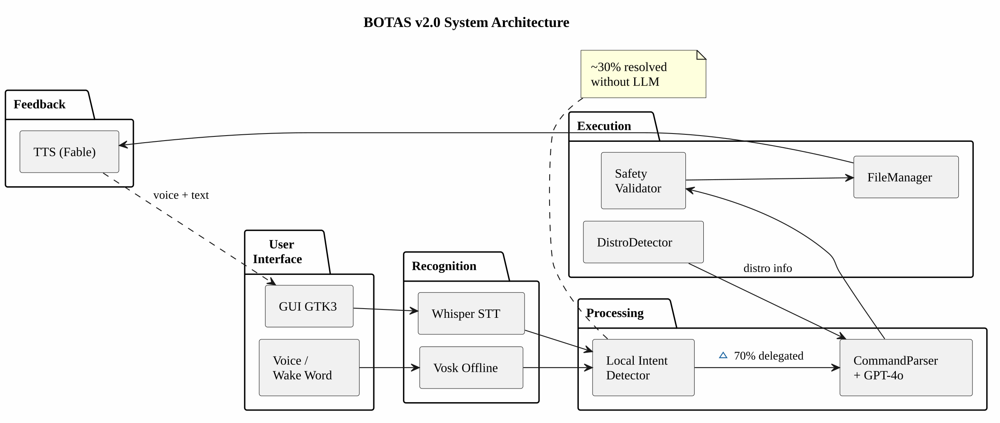 BOTAS v2.0 System Architecture
~30% resolved
without LLM
Feedback
TTS (Fable)
voice + text
Execution
Safety
Validator
FileManager
DistroDetector
distro info
User
Interface
GUI GTK3
Voice /
Wake Word
Recognition
Whisper STT
Vosk Offline
Processing
Local Intent
Detector
70% delegated
CommandParser
+ GPT-4o